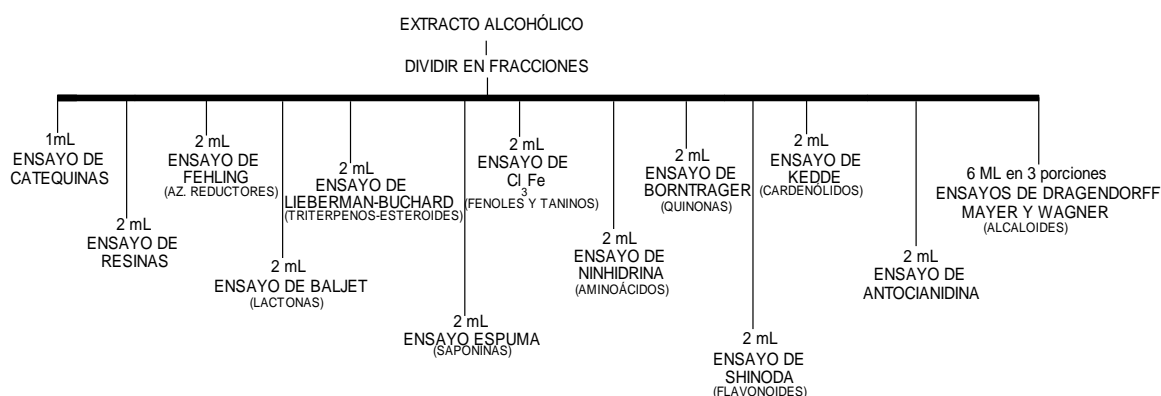 EXTRACTO ALCOHÓLICO
DIVIDIR EN FRACCIONES
1mL
ENSAYO DE
CATEQUINAS
2 mL
ENSAYO DE
RESINAS
2 mL
ENSAYO DE
FEHLING
(AZ. REDUCTORES)
2 mL
ENSAYO DE BALJET
(LACTONAS)
2 mL
ENSAYO DE
LIEBERMAN-BUCHARD
(TRITERPENOS-ESTEROIDES)
2 mL
ENSAYO ESPUMA
(SAPONINAS)
2 mL
ENSAYO DE
Cl Fe
3
(FENOLES Y TANINOS)
2 mL
ENSAYO DE
NINHIDRINA
(AMINOÁCIDOS)
2 mL
ENSAYO DE
BORNTRAGER
(QUINONAS)
2 mL
ENSAYO DE
SHINODA
(FLAVONOIDES)
2 mL
ENSAYO DE
KEDDE
(CARDENÓLIDOS)
2 mL
ENSAYO DE
ANTOCIANIDINA
6 ML en 3 porciones
ENSAYOS DE DRAGENDORFF
MAYER Y WAGNER
(ALCALOIDES)